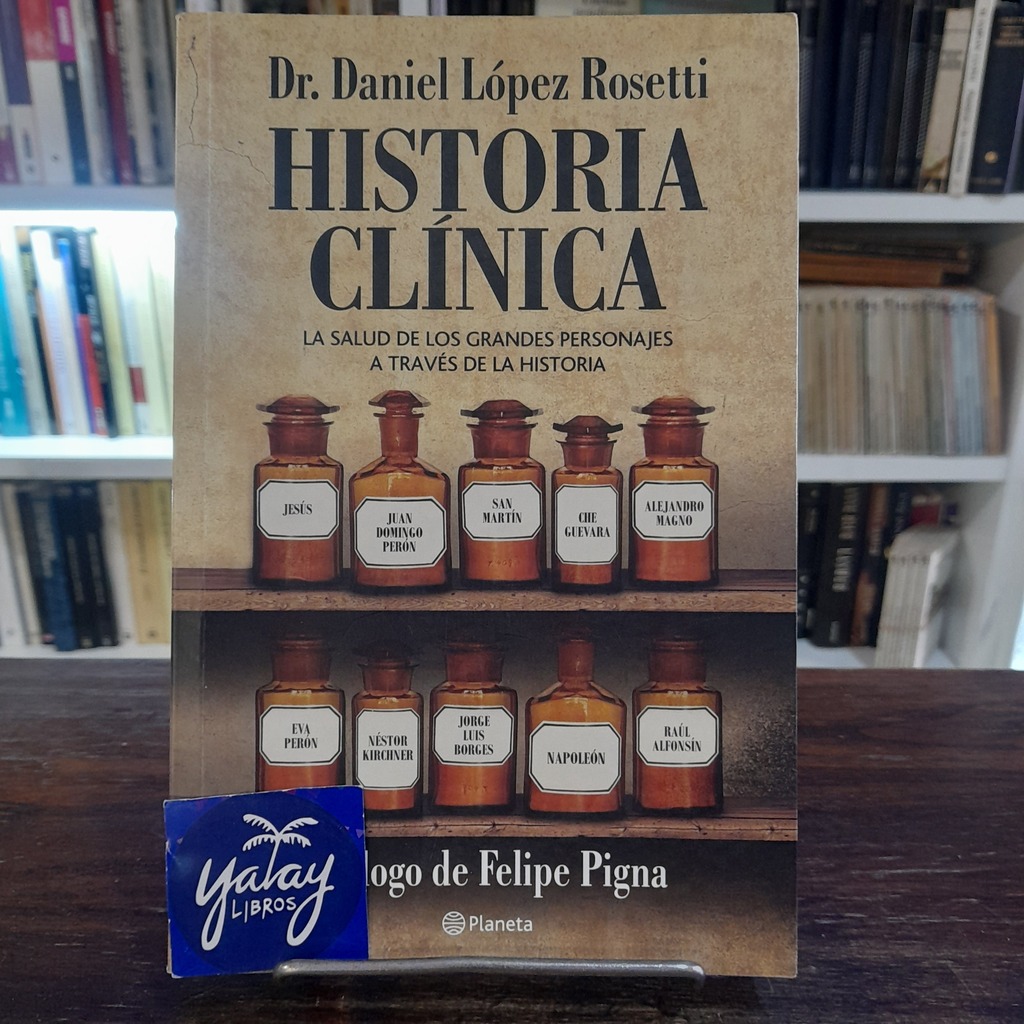 Dr. Daniel López Rosetti
HISTORIA
CLÍNICA
LA SALUD DE LOS GRANDES PERSONAJES
A TRAVÉS DE LA HISTORIA
JESÚS
JUAN
DOMINGO
PERÓN
SAN
MARTÍN
CHE
GUEVARA
ALEJANDRO
MAGNO
EVA
PERÓN
NÉSTOR
KIRCHNER
JORGE
LUIS
BORGES
NAPOLEÓN
RAÚL
ALFONSÍN
logo de Felipe Pigna
Planeta
yatay
LIBROS